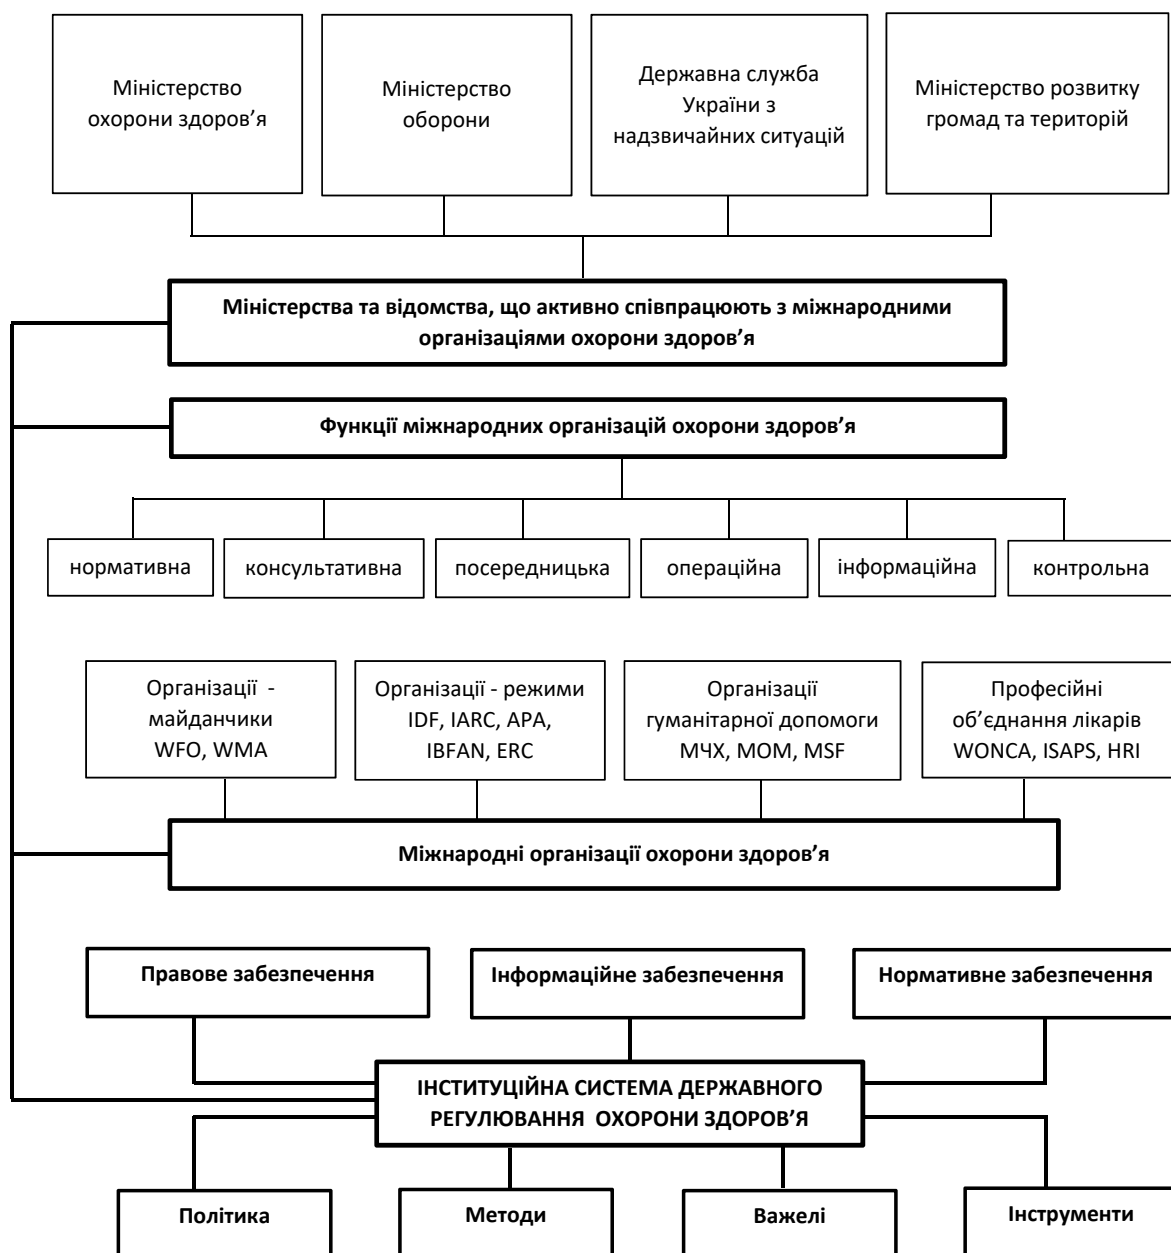 Міністерство
охорони здоров’я
Міністерство
оборони
Державна служба
України з
надзвичайних ситуацій
Міністерство розвитку
громад та територій
Міністерства та відомства, що активно співпрацюють з міжнародними
організаціями охорони здоров’я
Функції міжнародних організацій охорони здоров’я
нормативна
консультативна
посередницька
операційна
інформаційна
контрольна
Організації -
майданчики
WFO, WMA
Організації - режими
IDF, IARC, APA,
IBFAN, ERC
Організації
гуманітарної допомоги
МЧХ, МОМ, MSF
Професійні
об’єднання лікарів
WONCA, ISAPS, HRI
Міжнародні організації охорони здоров’я
Правове забезпечення
Інформаційне забезпечення
Нормативне забезпечення
ІНСТИТУЦІЙНА СИСТЕМА ДЕРЖАВНОГО
РЕГУЛЮВАННЯ ОХОРОНИ ЗДОРОВ’Я
Політика
Методи
Важелі
Інструменти